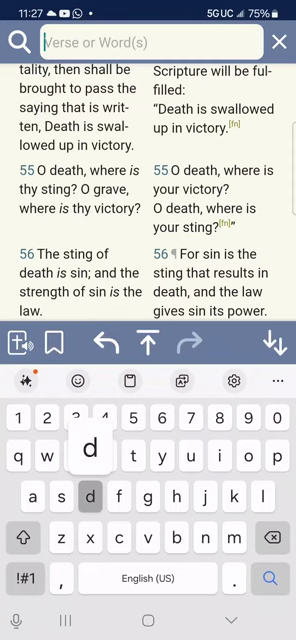 11:27
5G UC 75%
Verse or Word(s)
tality, then shall be
brought to pass the
saying that is writ-
ten, Death is swal-
lowed up in victory.
55 O death, where is
thy sting? O grave,
where is thy victory?
56 The sting of
death is sin; and the
strength of sin is the
law.
Scripture will be ful-
filled:
“Death is swallowed
up in victory.[fn]
55 O death, where is
your victory?
O death, where is
your sting?[fn]”
56 ¶ For sin is the
sting that results in
death, and the law
gives sin its power.
1 2 3 4 5 6 7 8 9 0
d
q w t y u i o p
a s d f g h j k l
z x c v b n m
!#1 , English (US) .